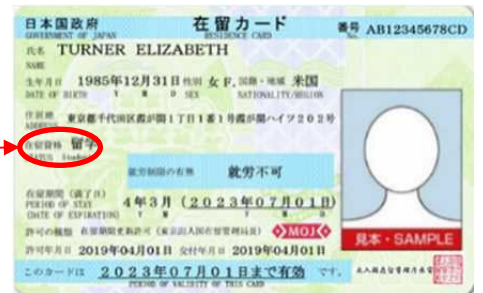 日本国政府 在留カード 番号 AB12345678CD
GOVERNMENT OF JAPAN RESIDENCE CARD No.
氏名 TURNER ELIZABETH
NAME
生年月日 1985年12月31日 性別 女 F. 国籍・地域 米国
DATE OF BIRTH Y M D SEX NATIONALITY/REGION
住居地 東京都千代田区霞が関1丁目1番1号霞が関ハイツ202号
ADDRESS
在留資格 留学
STATUS Student
就労制限の有無 就労不可
在留期間(満了日) 4年3月(2023年07月01日)
PERIOD OF STAY
(DATE OF EXPIRATION) Y M Y M D
許可の種類 在留期間更新許可(東京出入国在留管理局長) MOJ
見本・SAMPLE
許可年月日 2019年04月01日 交付年月日 2019年04月01日
このカードは 2023年07月01日まで有効 です。
PERIOD OF VALIDITY OF THIS CARD